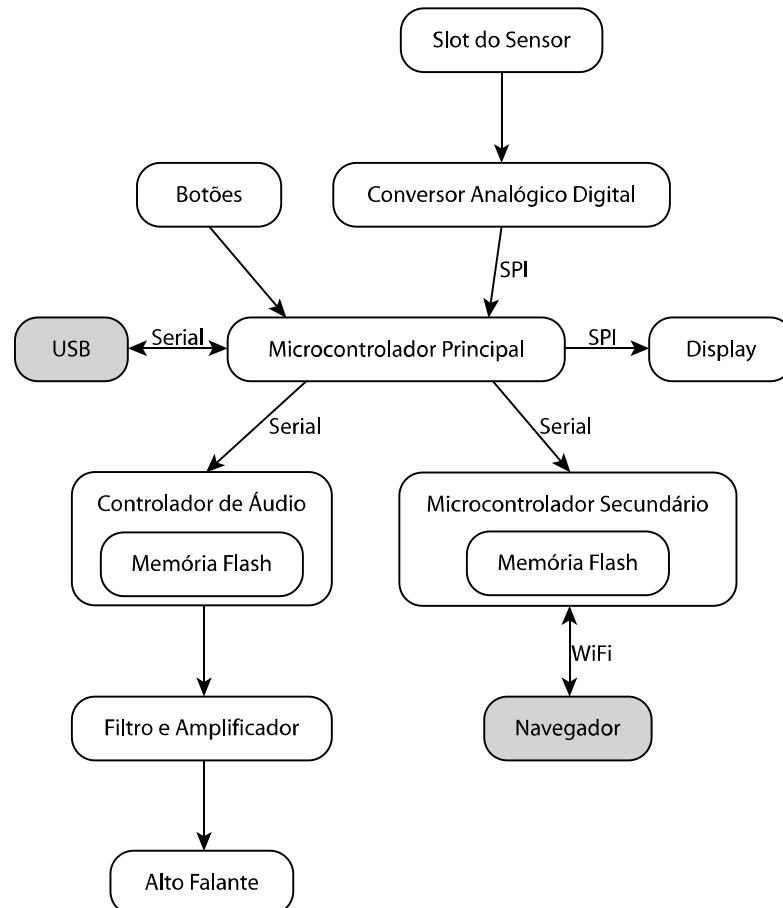 Slot do Sensor
Botões
Conversor Analógico Digital
SPI
USB
Serial
Microcontrolador Principal
SPI
Display
Serial
Serial
Controlador de Áudio
Microcontrolador Secundário
Memória Flash
Memória Flash
WiFi
Filtro e Amplificador
Navegador
Alto Falante